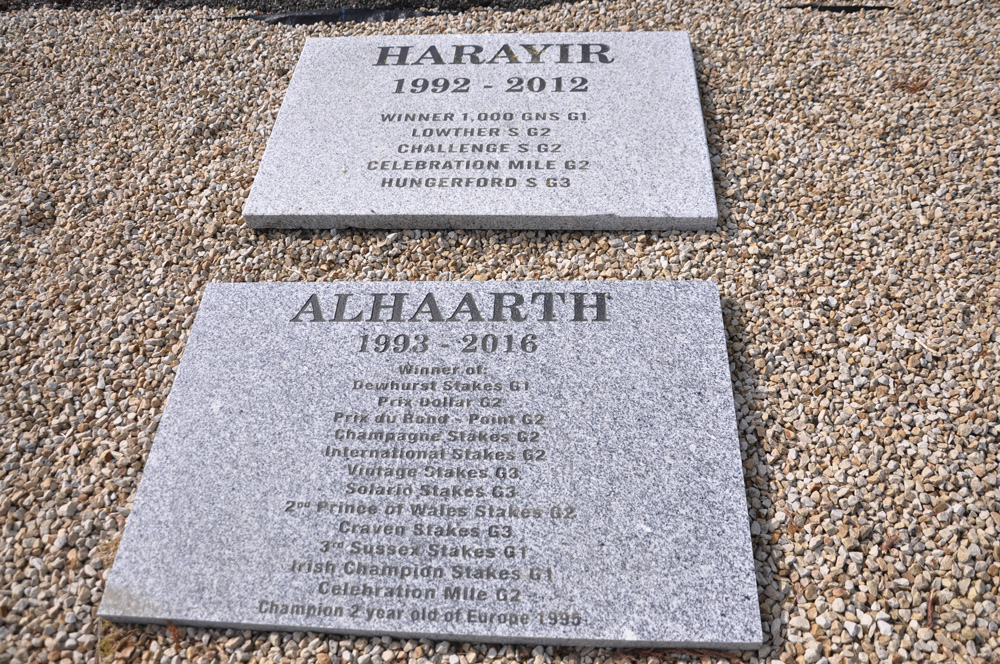 HARAYIR
1992 - 2012
WINNER 1,000 GNS G1
LOWTHER S G2
CHALLENGE S G2
CELEBRATION MILE G2
HUNGERFORD S G3
ALHAARTH
1993 - 2016
Winner of:
Dewhurst Stakes G1
Prix Dollar G2
Prix du Rond - Point G2
Champagne Stakes G2
International Stakes G2
Vintage Stakes G3
Solario Stakes G3
2nd Prince of Wales Stakes G2
Craven Stakes G3
3rd Sussex Stakes G1
Irish Champion Stakes G1
Celebration Mile G2
Champion 2 year old of Europe 1995